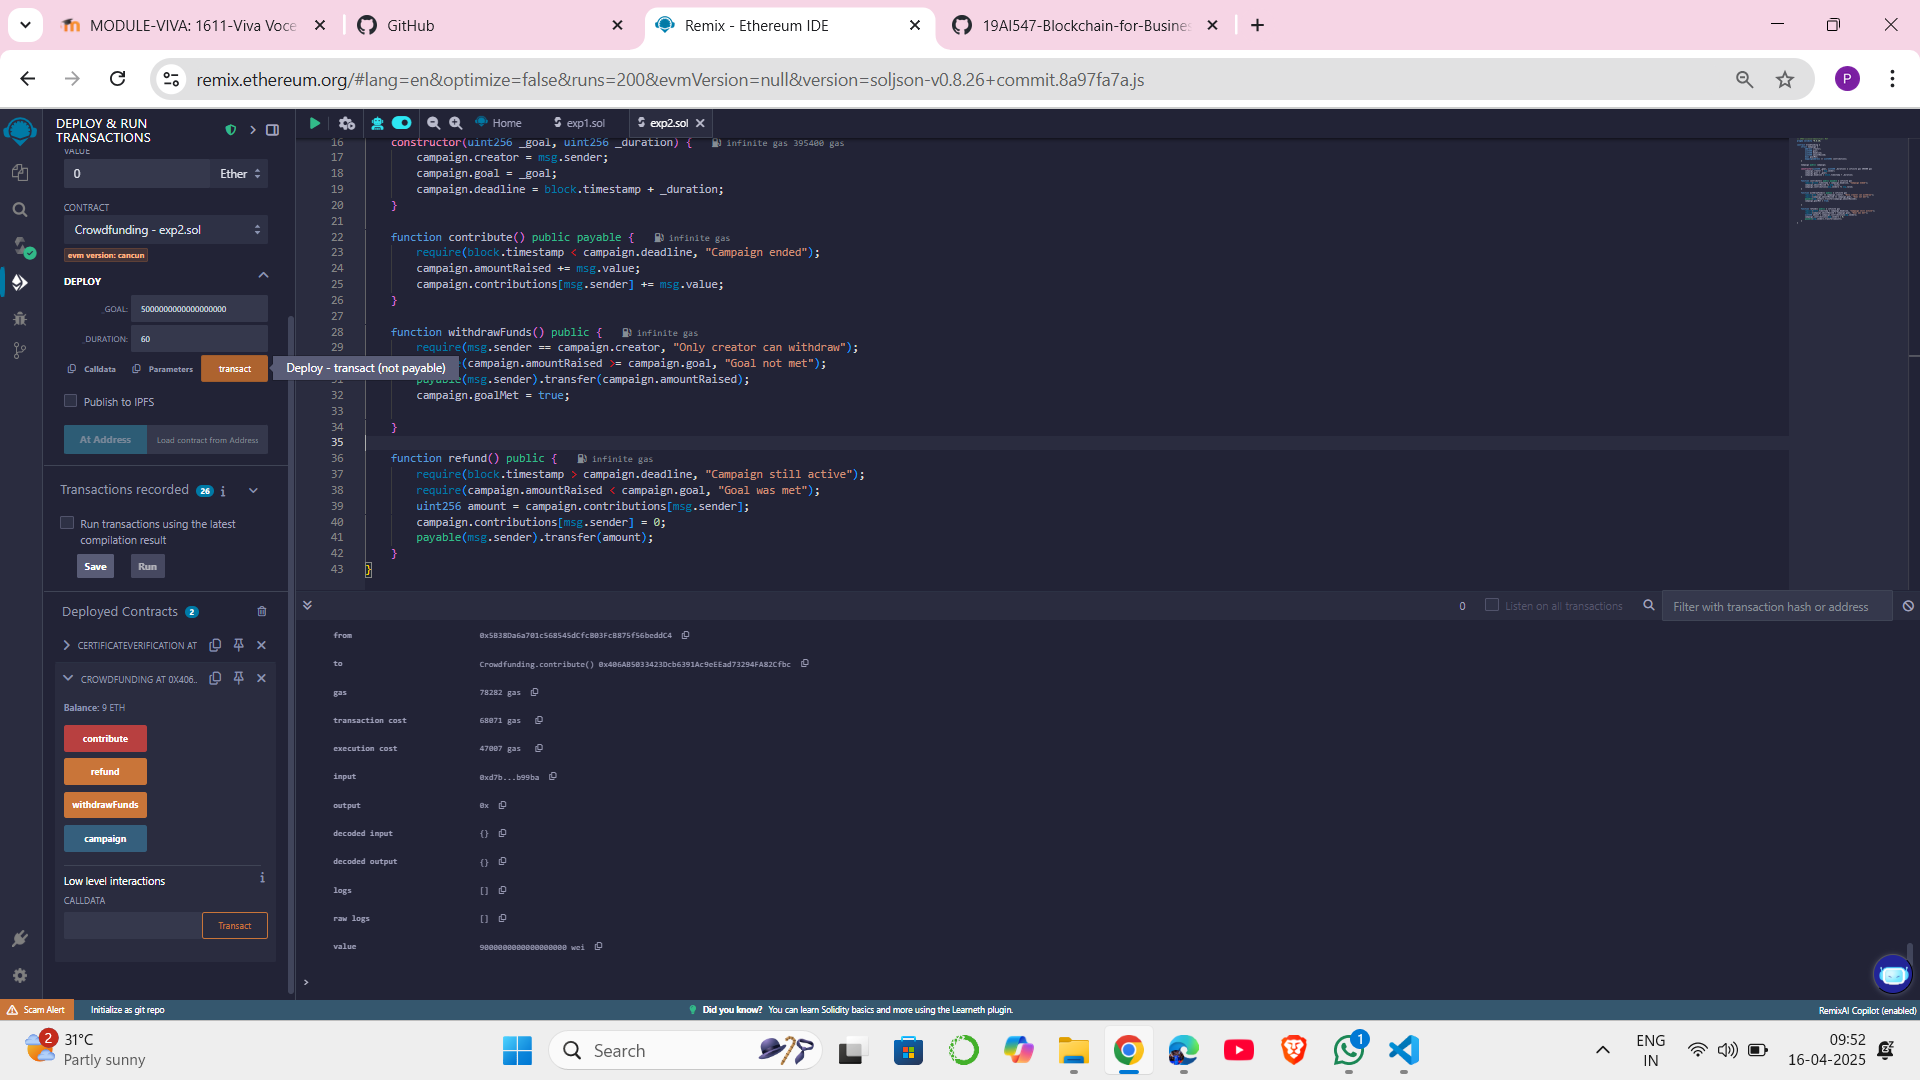 MODULE-VIVA: 1611-Viva Voce
GitHub
Remix - Ethereum IDE
19AI547-Blockchain-for-Busines
remix.ethereum.org/#lang=en&optimize=false&runs=200&evmVersion=null&version=soljson-v0.8.26+commit.8a97fa7a.js
P
DEPLOY & RUN
TRANSACTIONS
VALUE
0 Ether
CONTRACT
Crowdfunding - exp2.sol
evm version: cancun
DEPLOY
_GOAL: 5000000000000000000
_DURATION: 60
Calldata Parameters transact
Deploy - transact (not payable)
Publish to IPFS
At Address Load contract from Address
Transactions recorded 26 i
Run transactions using the latest
compilation result
Save Run
Deployed Contracts 2
CERTIFICATEVERIFICATION AT
CROWDFUNDING AT 0X406..
Balance: 9 ETH
contribute
refund
withdrawFunds
campaign
Low level interactions i
CALLDATA
Transact
Home exp1.sol exp2.sol
16 constructor(uint256 _goal, uint256 _duration) { infinite gas 395400 gas
17 campaign.creator = msg.sender;
18 campaign.goal = _goal;
19 campaign.deadline = block.timestamp + _duration;
20 }
21
22 function contribute() public payable { infinite gas
23 require(block.timestamp < campaign.deadline, "Campaign ended");
24 campaign.amountRaised += msg.value;
25 campaign.contributions[msg.sender] += msg.value;
26 }
27
28 function withdrawFunds() public { infinite gas
29 require(msg.sender == campaign.creator, "Only creator can withdraw");
(campaign.amountRaised >= campaign.goal, "Goal not met");
31 payable(msg.sender).transfer(campaign.amountRaised);
32 campaign.goalMet = true;
33
34 }
35
36 function refund() public { infinite gas
37 require(block.timestamp > campaign.deadline, "Campaign still active");
38 require(campaign.amountRaised < campaign.goal, "Goal was met");
39 uint256 amount = campaign.contributions[msg.sender];
40 campaign.contributions[msg.sender] = 0;
41 payable(msg.sender).transfer(amount);
42 }
43 }
0 Listen on all transactions Filter with transaction hash or address
from 0x5B38Da6a701c568545dCfcB03FcB875f56beddC4
to Crowdfunding.contribute() 0x406AB5033423Dcb6391Ac9eEEad73294FA82Cfbc
gas 78282 gas
transaction cost 68071 gas
execution cost 47007 gas
input 0xd7b...b99ba
output 0x
decoded input {}
decoded output {}
logs []
raw logs []
value 9000000000000000000 wei
>
Scam Alert Initialize as git repo Did you know? You can learn Solidity basics and more using the Learneth plugin. RemixAI Copilot (enabled)
2
31°C
Partly sunny
Search
1
ENG
IN
09:52
16-04-2025